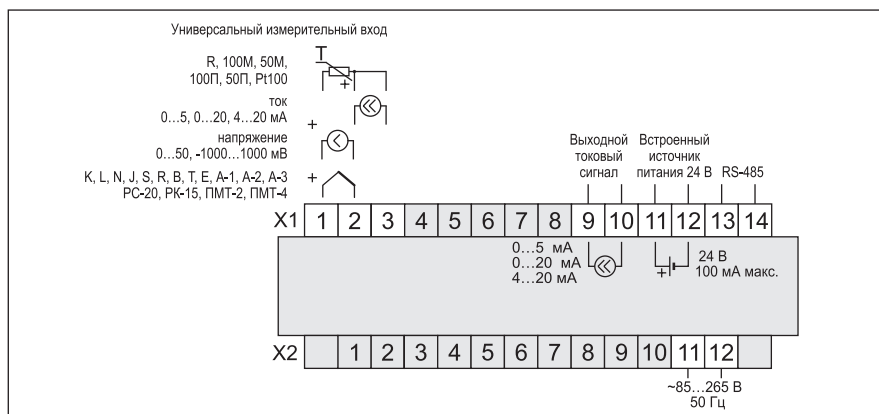 Универсальный измерительный вход
R, 100М, 50М,
100П, 50П, Pt100
T
+
ток
0...5, 0...20, 4...20 мА
+
напряжение
0...50, -1000...1000 мВ
K, L, N, J, S, R, B, T, E, A-1, A-2, A-3
РС-20, РК-15, ПМТ-2, ПМТ-4
+
Выходной
токовый
сигнал
Встроенный
источник
питания 24 В
RS-485
X1 1 2 3 4 5 6 7 8 9 10 11 12 13 14
0...5 мА
0...20 мА
4...20 мА
+
24 В
100 мА макс.
X2 1 2 3 4 5 6 7 8 9 10 11 12
~85...265 В
50 Гц